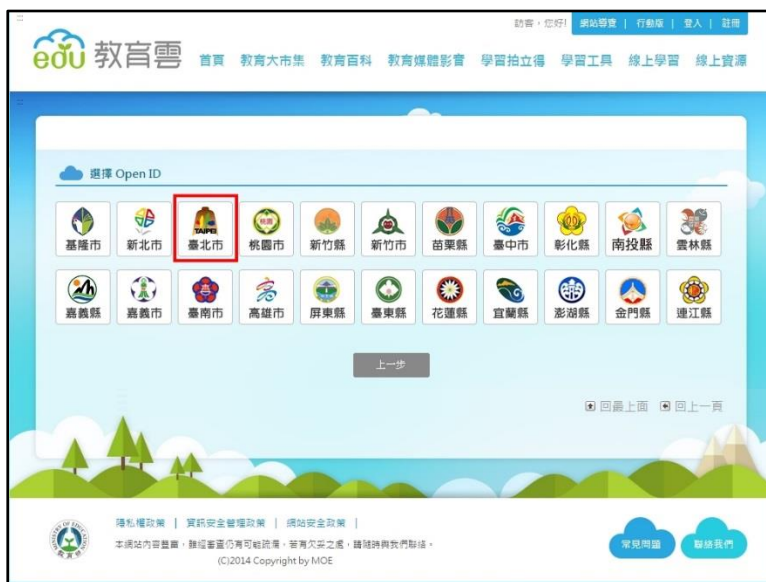 訪客，您好! 網站導覽 | 行動版 | 登入 | 註冊
edu 教育雲 首頁 教育大市集 教育百科 教育媒體影音 學習拍立得 學習工具 線上學習 線上資源
選擇 Open ID
TAIPEI 桃園
基隆市 新北市 臺北市 桃園市 新竹縣 新竹市 苗栗縣 臺中市 彰化縣 南投縣 雲林縣
嘉義縣 嘉義市 臺南市 高雄市 屏東縣 臺東縣 花蓮縣 宜蘭縣 澎湖縣 金門縣 連江縣
上一步
回最上面 回上一頁
隱私權政策 | 資訊安全管理政策 | 網站安全政策 |
本網站內容豐富，雖經審查仍有可能疏漏，若有欠妥之處，請隨時與我們聯絡。
(C)2014 Copyright by MOE
MINISTRY OF EDUCATION
教育部
常見問題 聯絡我們